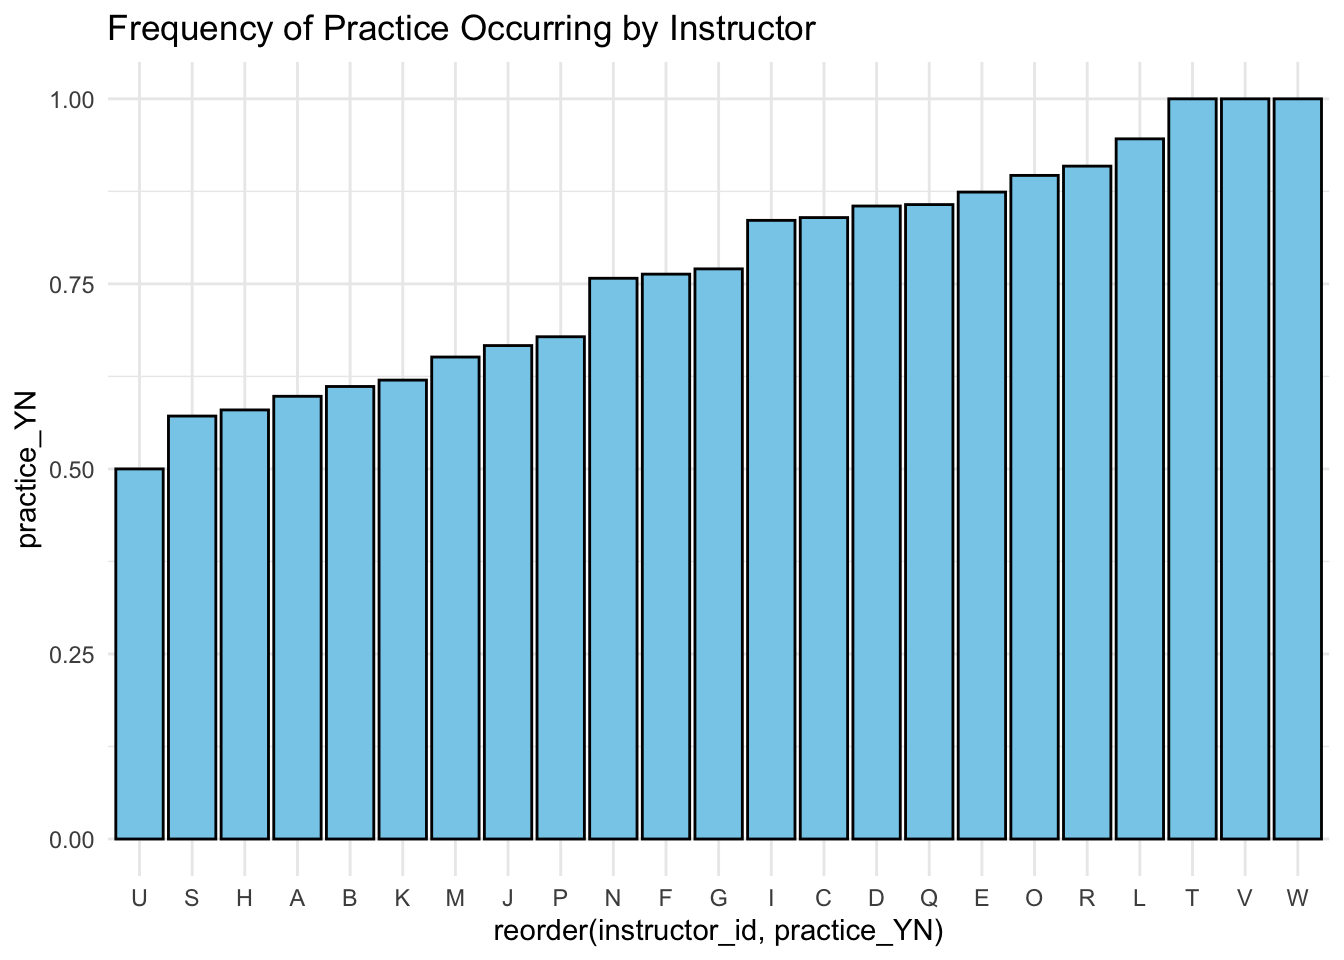 Frequency of Practice Occurring by Instructor
1.00
0.75
0.50
0.25
0.00
practice_YN
U S H A B K M J P N F G I C D Q E O R L T V W
reorder(instructor_id, practice_YN)